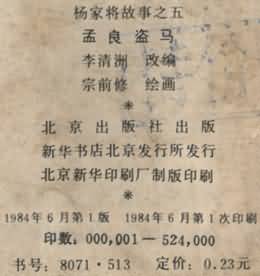 杨家将故事之五
孟良盗马
李清洲 改编
宗前修 绘画
*
北京出版社出版
新华书店北京发行所发行
北京新华印刷厂制版印刷
*
1984年6月第1版 1984年6月第1次印刷
印数：000,001—524,000
书号：8071·513 定价：0.23元